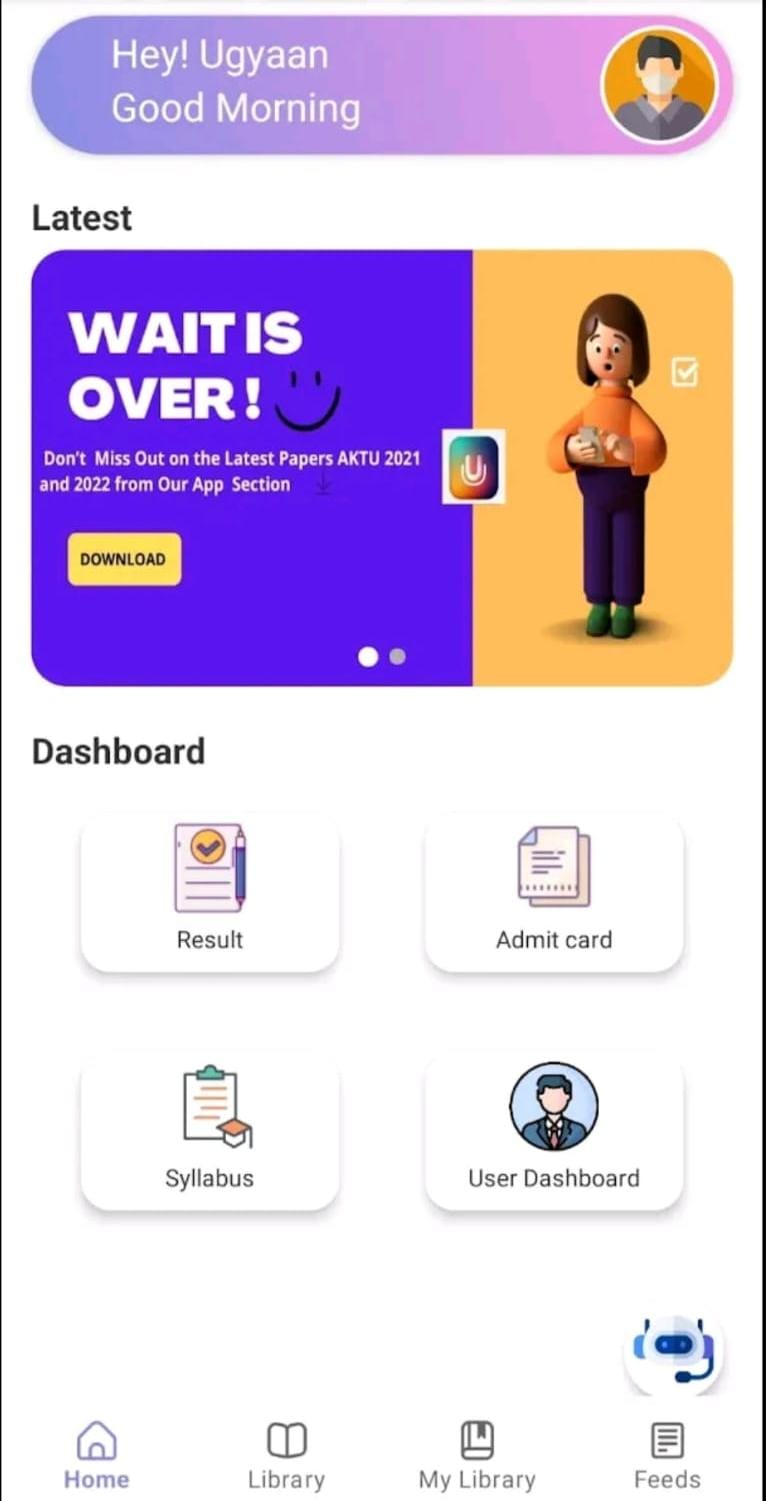 Hey! Ugyaan
Good Morning
Latest
WAIT IS
OVER!
Don't Miss Out on the Latest Papers AKTU 2021
and 2022 from Our App Section
DOWNLOAD
Dashboard
Result
Admit card
Syllabus
User Dashboard
Home
Library
My Library
Feeds